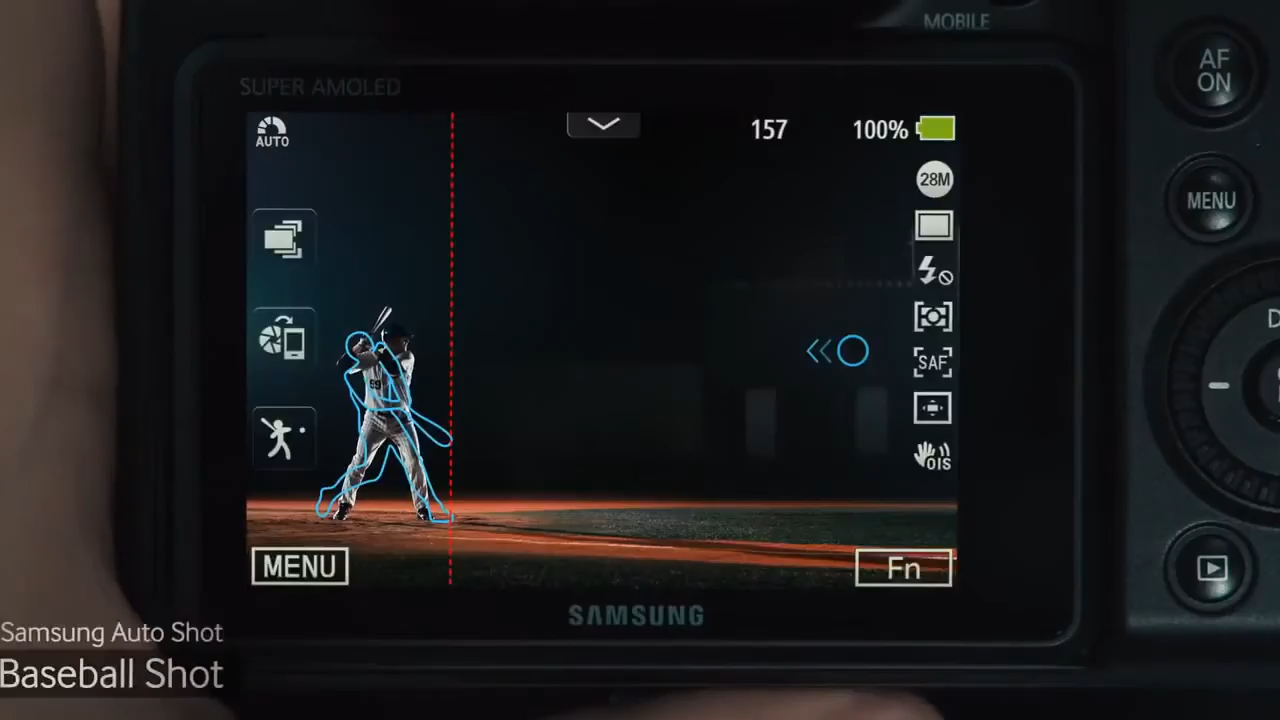 MOBILE
SUPER AMOLED
AF
ON
AUTO
157
100%
28M
MENU
SAF
59
OIS
MENU
Fn
SAMSUNG
Samsung Auto Shot
Baseball Shot